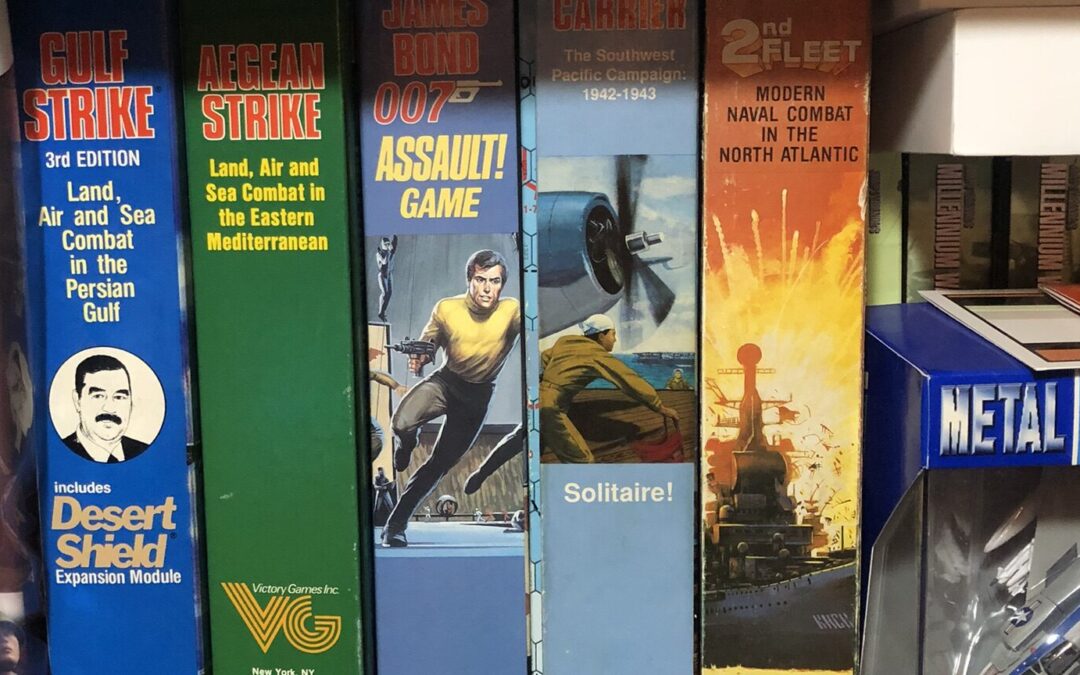 GULF
STRIKE®
3rd EDITION
Land,
Air and Sea
Combat
in the
Persian
Gulf
includes
Desert
Shield®
Expansion Module
AEGEAN
STRIKE
Land, Air and
Sea Combat in
the Eastern
Mediterranean
Victory Games Inc.
VG
New York, NY
JAMES
BOND
007
ASSAULT!
GAME
CARRIER
The Southwest
Pacific Campaign:
1942-1943
Solitaire!
2nd
FLEET
MODERN
NAVAL COMBAT
IN THE
NORTH ATLANTIC
MILLENNIUM
MILLENNIUM
METAL